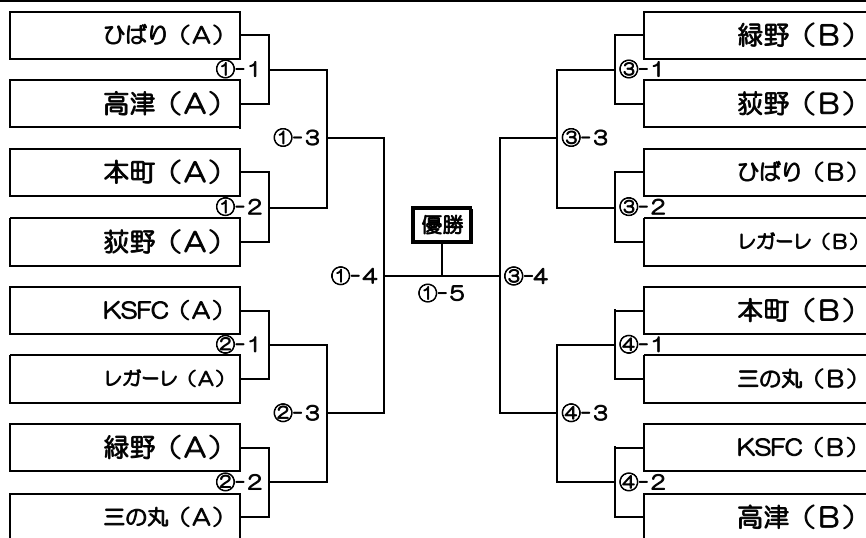 ひばり（A）
①-1
高津（A）
①-3
本町（A）
①-2
荻野（A）
①-4
KSFC（A）
②-1
レガーレ（A）
②-3
緑野（A）
②-2
三の丸（A）
優勝
①-5
緑野（B）
③-1
荻野（B）
③-3
ひばり（B）
③-2
レガーレ（B）
③-4
本町（B）
④-1
三の丸（B）
④-3
KSFC（B）
④-2
高津（B）